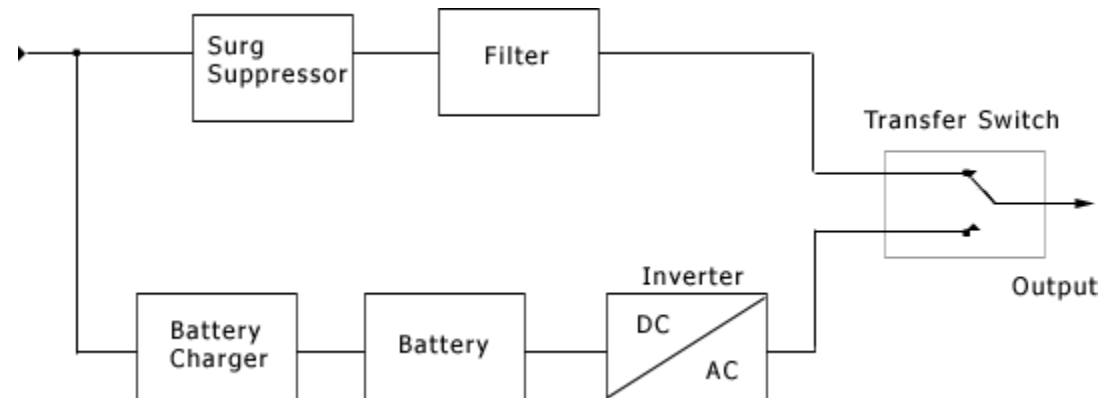 Surg
Suppressor
Filter
Transfer Switch
Output
Inverter
Battery
Charger
Battery
DC
AC